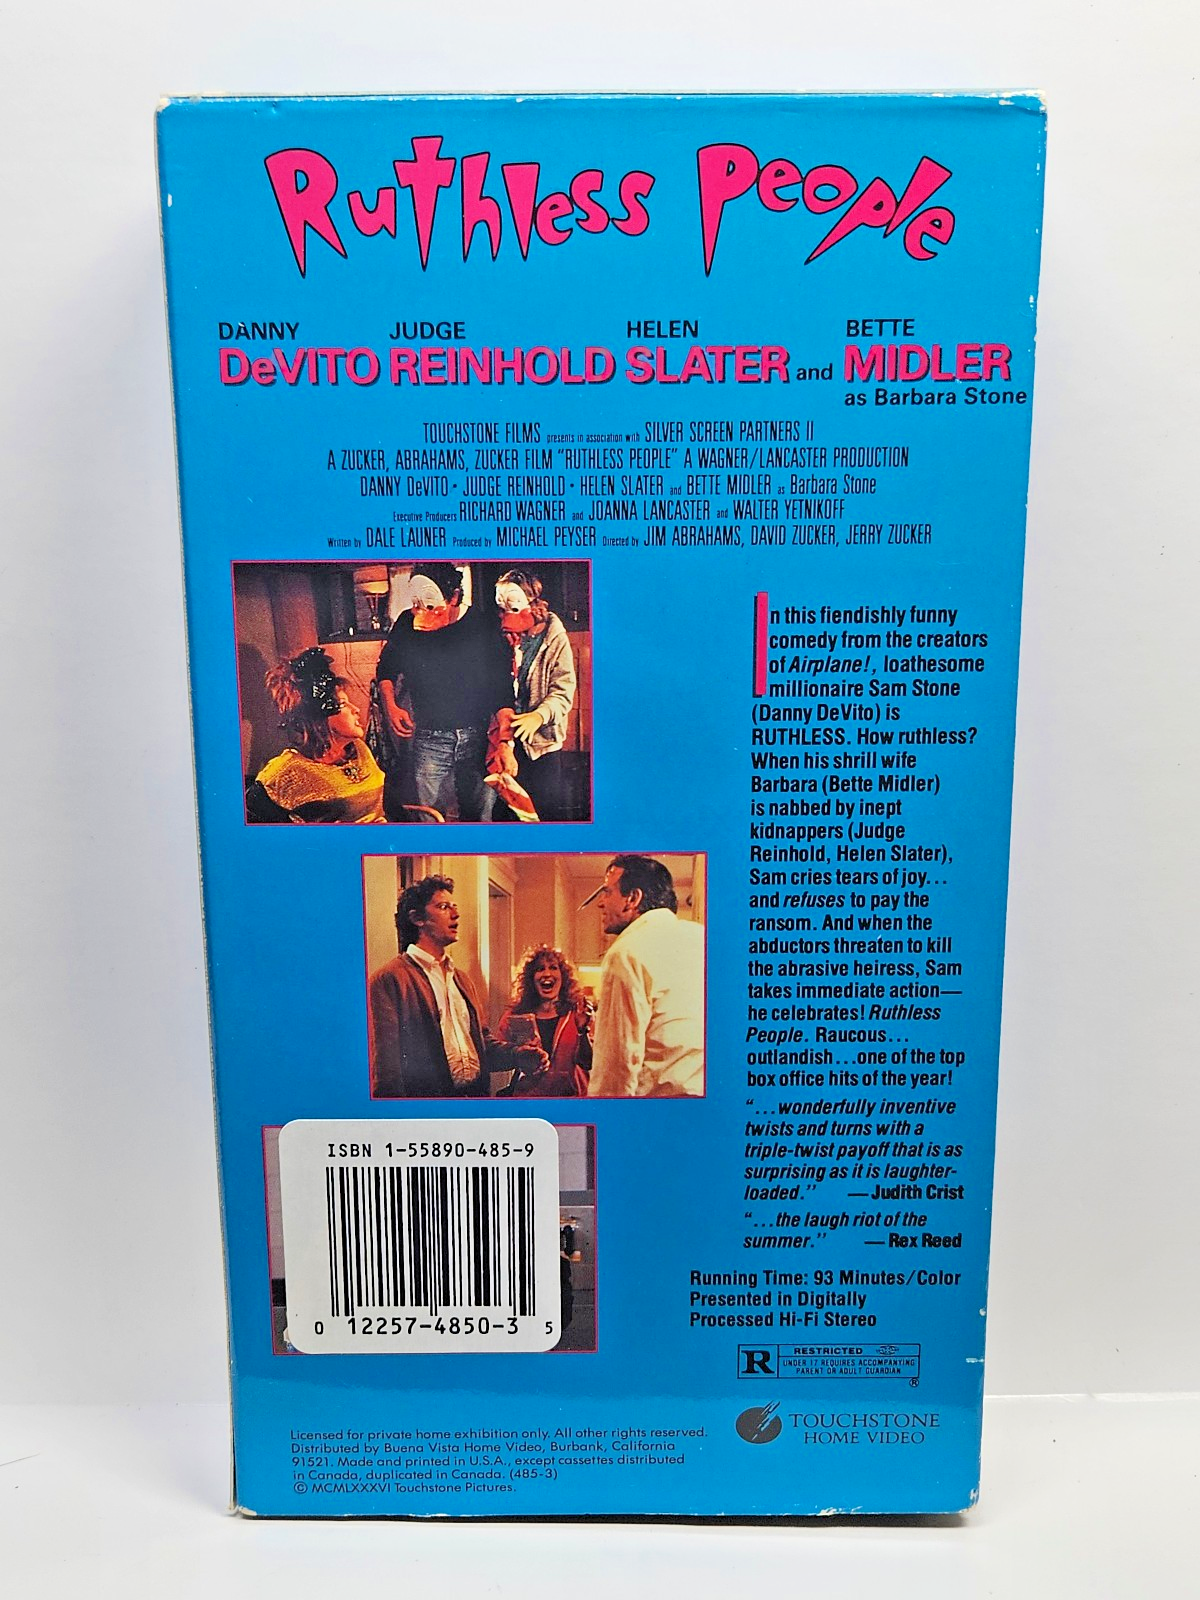 Ruthless People
DANNY JUDGE HELEN BETTE
DeVITO REINHOLD SLATER and MIDLER
as Barbara Stone
TOUCHSTONE FILMS presents in association with SILVER SCREEN PARTNERS II
A ZUCKER, ABRAHAMS, ZUCKER FILM "RUTHLESS PEOPLE" A WAGNER/LANCASTER PRODUCTION
DANNY DeVITO • JUDGE REINHOLD • HELEN SLATER and BETTE MIDLER as Barbara Stone
Executive Producers RICHARD WAGNER and JOANNA LANCASTER and WALTER YETNIKOFF
Written by DALE LAUNER Produced by MICHAEL PEYSER Directed by JIM ABRAHAMS, DAVID ZUCKER, JERRY ZUCKER
In this fiendishly funny
comedy from the creators
of Airplane!, loathesome
millionaire Sam Stone
(Danny DeVito) is
RUTHLESS. How ruthless?
When his shrill wife
Barbara (Bette Midler)
is nabbed by inept
kidnappers (Judge
Reinhold, Helen Slater),
Sam cries tears of joy...
and refuses to pay the
ransom. And when the
abductors threaten to kill
the abrasive heiress, Sam
takes immediate action—
he celebrates! Ruthless
People. Raucous...
outlandish...one of the top
box office hits of the year!
"...wonderfully inventive
twists and turns with a
triple-twist payoff that is as
surprising as it is laughter-
loaded." —Judith Crist
"...the laugh riot of the
summer." —Rex Reed
Running Time: 93 Minutes/Color
Presented in Digitally
Processed Hi-Fi Stereo
R RESTRICTED
UNDER 17 REQUIRES ACCOMPANYING
PARENT OR ADULT GUARDIAN
®
TOUCHSTONE
HOME VIDEO
ISBN 1-55890-485-9
0 12257-4850-3 5
Licensed for private home exhibition only. All other rights reserved.
Distributed by Buena Vista Home Video, Burbank, California
91521. Made and printed in U.S.A., except cassettes distributed
in Canada, duplicated in Canada. (485-3)
© MCMLXXXVI Touchstone Pictures.